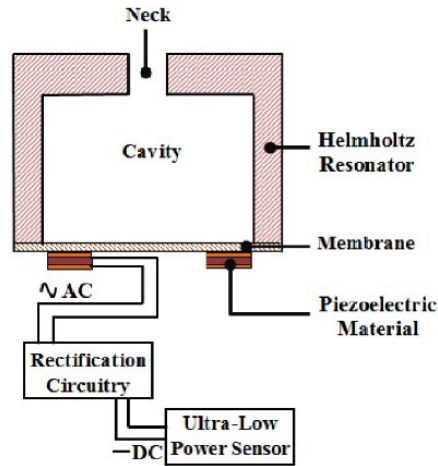 Neck
Cavity
Helmholtz
Resonator
Membrane
Piezoelectric
Material
∿ AC
Rectification
Circuitry
Ultra-Low
Power Sensor
—DC